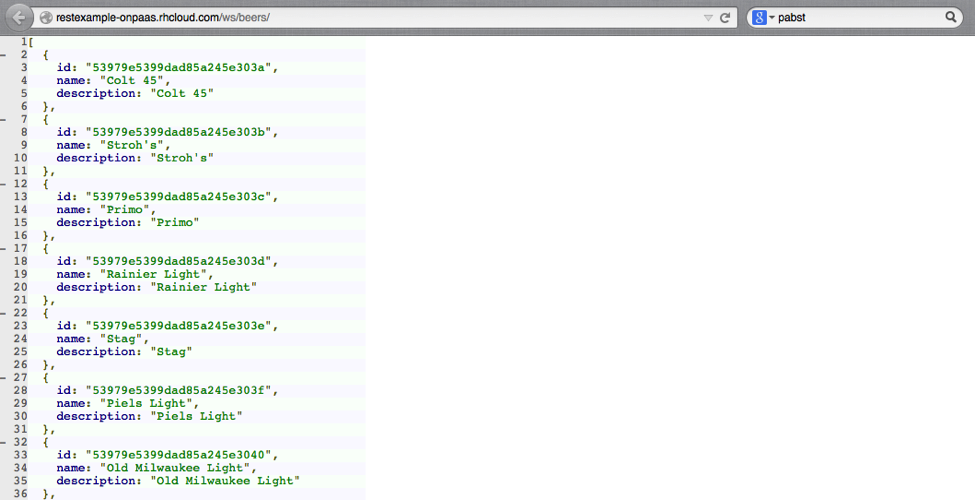 restexample-onpaas.rhcloud.com/ws/beers/
pabst
1[
2 {
3 id: "53979e5399dad85a245e303a",
4 name: "Colt 45",
5 description: "Colt 45"
6 },
7 {
8 id: "53979e5399dad85a245e303b",
9 name: "Stroh's",
10 description: "Stroh's"
11 },
12 {
13 id: "53979e5399dad85a245e303c",
14 name: "Primo",
15 description: "Primo"
16 },
17 {
18 id: "53979e5399dad85a245e303d",
19 name: "Rainier Light",
20 description: "Rainier Light"
21 },
22 {
23 id: "53979e5399dad85a245e303e",
24 name: "Stag",
25 description: "Stag"
26 },
27 {
28 id: "53979e5399dad85a245e303f",
29 name: "Piels Light",
30 description: "Piels Light"
31 },
32 {
33 id: "53979e5399dad85a245e3040",
34 name: "Old Milwaukee Light",
35 description: "Old Milwaukee Light"
36 },